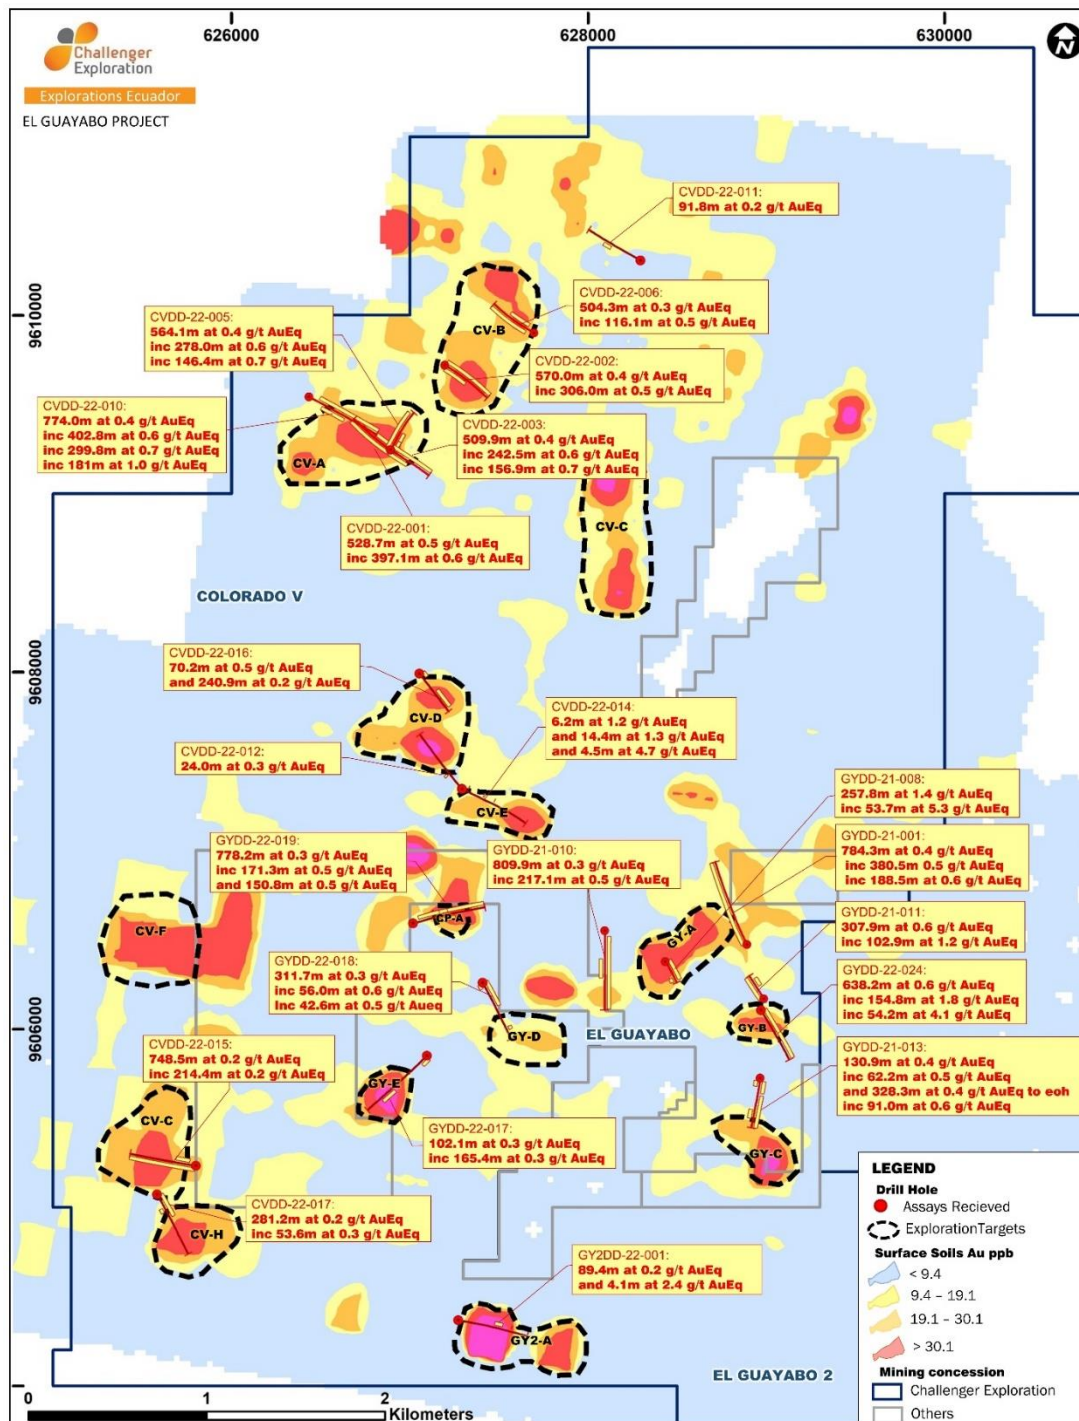 626000
628000
630000
N
Challenger
Exploration
Explorations Ecuador
EL GUAYABO PROJECT
CVDD-22-011:
91.8m at 0.2 g/t AuEq
9610000
CVDD-22-006:
504.3m at 0.3 g/t AuEq
inc 116.1m at 0.5 g/t AuEq
CV-B
CVDD-22-005:
564.1m at 0.4 g/t AuEq
inc 278.0m at 0.6 g/t AuEq
inc 146.4m at 0.7 g/t AuEq
CVDD-22-002:
570.0m at 0.4 g/t AuEq
inc 306.0m at 0.5 g/t AuEq
CVDD-22-010:
774.0m at 0.4 g/t AuEq
inc 402.8m at 0.6 g/t AuEq
inc 299.8m at 0.7 g/t AuEq
inc 181m at 1.0 g/t AuEq
CVDD-22-003:
509.9m at 0.4 g/t AuEq
inc 242.5m at 0.6 g/t AuEq
inc 156.9m at 0.7 g/t AuEq
CV-A
CVDD-22-001:
528.7m at 0.5 g/t AuEq
inc 397.1m at 0.6 g/t AuEq
CV-C
COLORADO V
9608000
CVDD-22-016:
70.2m at 0.5 g/t AuEq
and 240.9m at 0.2 g/t AuEq
CV-D
CVDD-22-014:
6.2m at 1.2 g/t AuEq
and 14.4m at 1.3 g/t AuEq
and 4.5m at 4.7 g/t AuEq
CVDD-22-012:
24.0m at 0.3 g/t AuEq
CV-E
GYDD-21-008:
257.8m at 1.4 g/t AuEq
inc 53.7m at 5.3 g/t AuEq
GYDD-22-019:
778.2m at 0.3 g/t AuEq
inc 171.3m at 0.5 g/t AuEq
and 150.8m at 0.5 g/t AuEq
GYDD-21-010:
809.9m at 0.3 g/t AuEq
inc 217.1m at 0.5 g/t AuEq
GYDD-21-001:
784.3m at 0.4 g/t AuEq
inc 380.5m at 0.5 g/t AuEq
inc 188.5m at 0.6 g/t AuEq
CP-A
CV-F
GY-A
GYDD-21-011:
307.9m at 0.6 g/t AuEq
inc 102.9m at 1.2 g/t AuEq
GYDD-22-018:
311.7m at 0.3 g/t AuEq
inc 56.0m at 0.6 g/t AuEq
inc 42.6m at 0.5 g/t Aueq
GYDD-22-024:
638.2m at 0.6 g/t AuEq
inc 154.8m at 1.8 g/t AuEq
inc 54.2m at 4.1 g/t AuEq
9606000
GY-D
EL GUAYABO
GY-B
CVDD-22-015:
748.5m at 0.2 g/t AuEq
inc 214.4m at 0.2 g/t AuEq
GYDD-21-013:
130.9m at 0.4 g/t AuEq
inc 62.2m at 0.5 g/t AuEq
and 328.3m at 0.4 g/t AuEq to eoh
inc 91.0m at 0.6 g/t AuEq
GY-E
CV-C
GYDD-22-017:
102.1m at 0.3 g/t AuEq
inc 165.4m at 0.3 g/t AuEq
GY-C
CVDD-22-017:
281.2m at 0.2 g/t AuEq
inc 53.6m at 0.3 g/t AuEq
CV-H
GY2DD-22-001:
89.4m at 0.2 g/t AuEq
and 4.1m at 2.4 g/t AuEq
GY2-A
EL GUAYABO 2
LEGEND
Drill Hole
Assays Recieved
ExplorationTargets
Surface Soils Au ppb
< 9.4
9.4 – 19.1
19.1 – 30.1
> 30.1
Mining concession
Challenger Exploration
Others
0
1
2
Kilometers